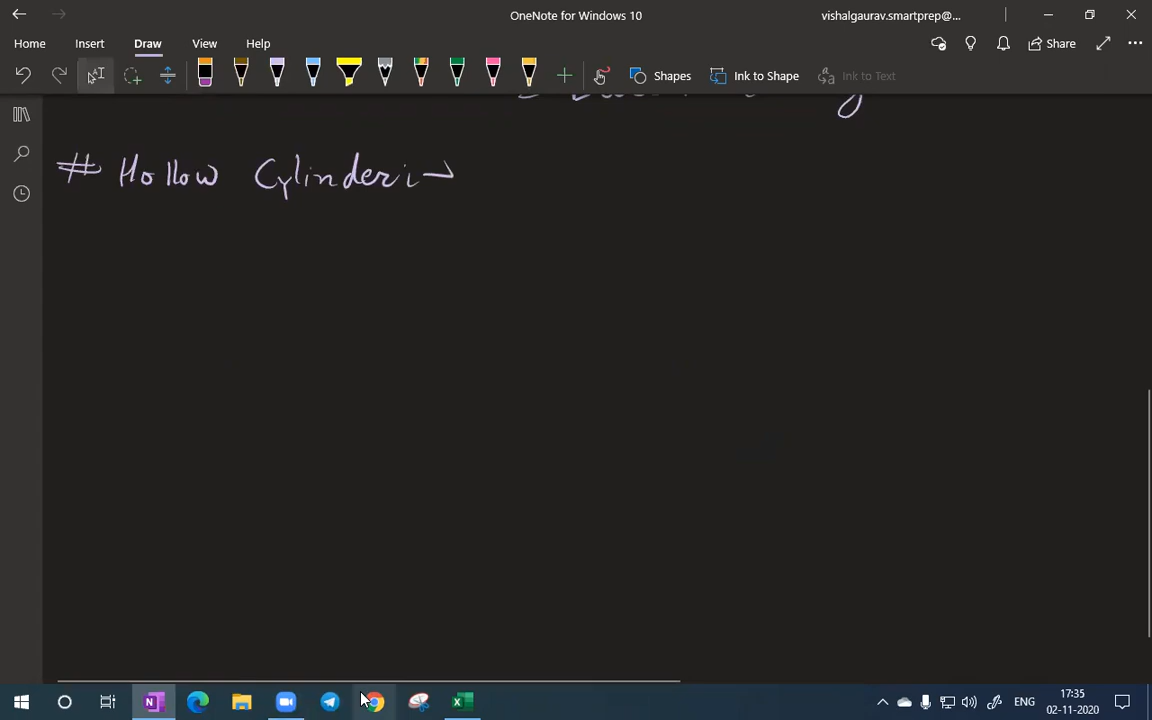 OneNote for Windows 10
vishalgaurav.smartprep@...
Home Insert Draw View Help
Share
Shapes Ink to Shape Ink to Text
# Hollow Cylinder:→
ENG
17:35
02-11-2020